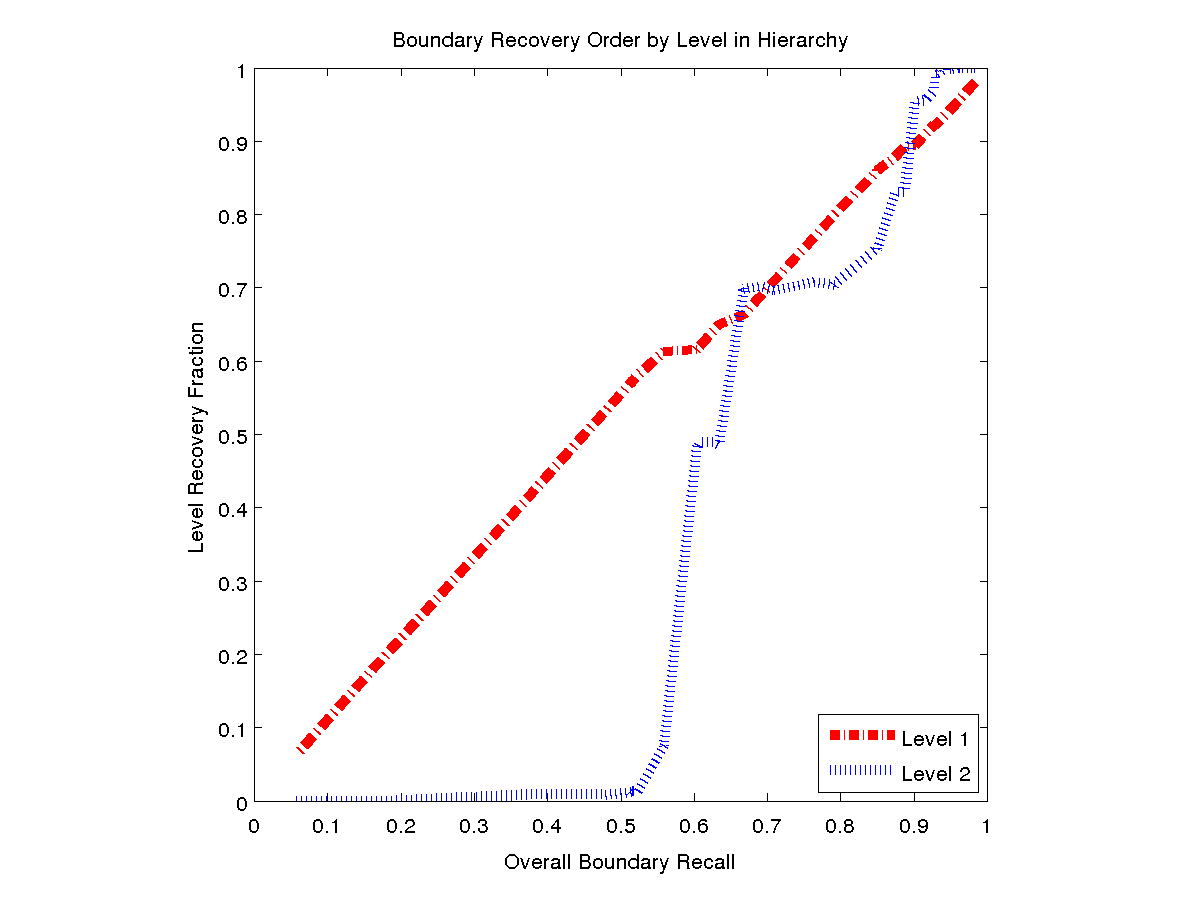 Boundary Recovery Order by Level in Hierarchy
1
0.9
0.8
0.7
0.6
0.5
0.4
0.3
0.2
0.1
0
Level Recovery Fraction
Level 1
Level 2
0 0.1 0.2 0.3 0.4 0.5 0.6 0.7 0.8 0.9 1
Overall Boundary Recall